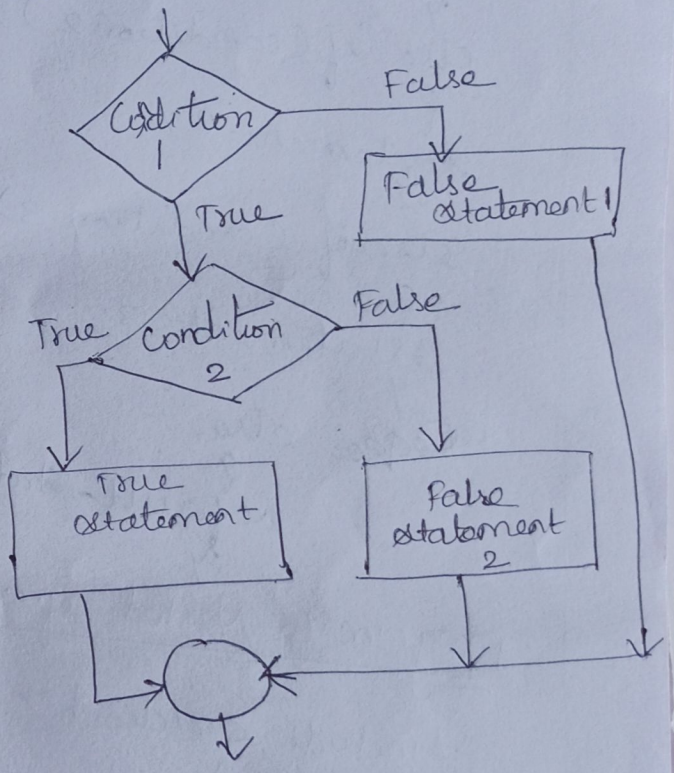 False
Condition
1
False
statement 1
True
False
True
Condition
2
True
statement
False
statement
2